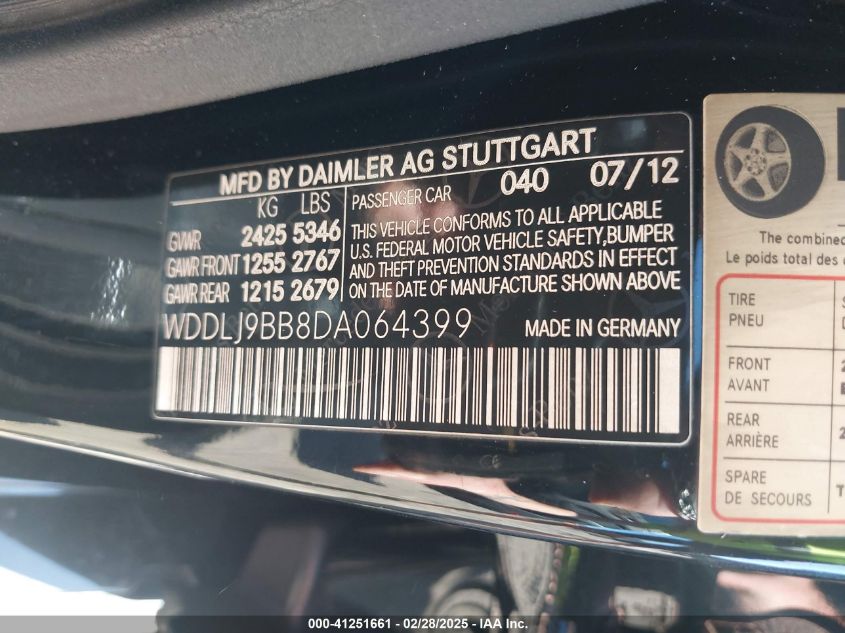 MFD BY DAIMLER AG STUTTGART
KG LBS
GVWR 2425 5346
GAWR FRONT 1255 2767
GAWR REAR 1215 2679
PASSENGER CAR 040 07/12
THIS VEHICLE CONFORMS TO ALL APPLICABLE
U.S. FEDERAL MOTOR VEHICLE SAFETY,BUMPER
AND THEFT PREVENTION STANDARDS IN EFFECT
ON THE DATE OF MANUFACTURE SHOWN ABOVE
WDDLJ9BB8DA064399 MADE IN GERMANY
The combined
Le poids total des
TIRE
PNEU
FRONT
AVANT
REAR
ARRIÈRE
SPARE
DE SECOURS
000-41251661 - 02/28/2025 - IAAI.com.